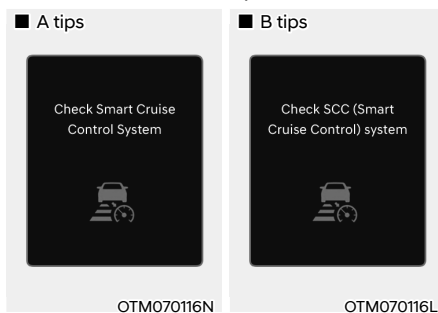 ■ A tips
Check Smart Cruise
Control System
OTM070116N
■ B tips
Check SCC (Smart
Cruise Control) system
OTM070116L